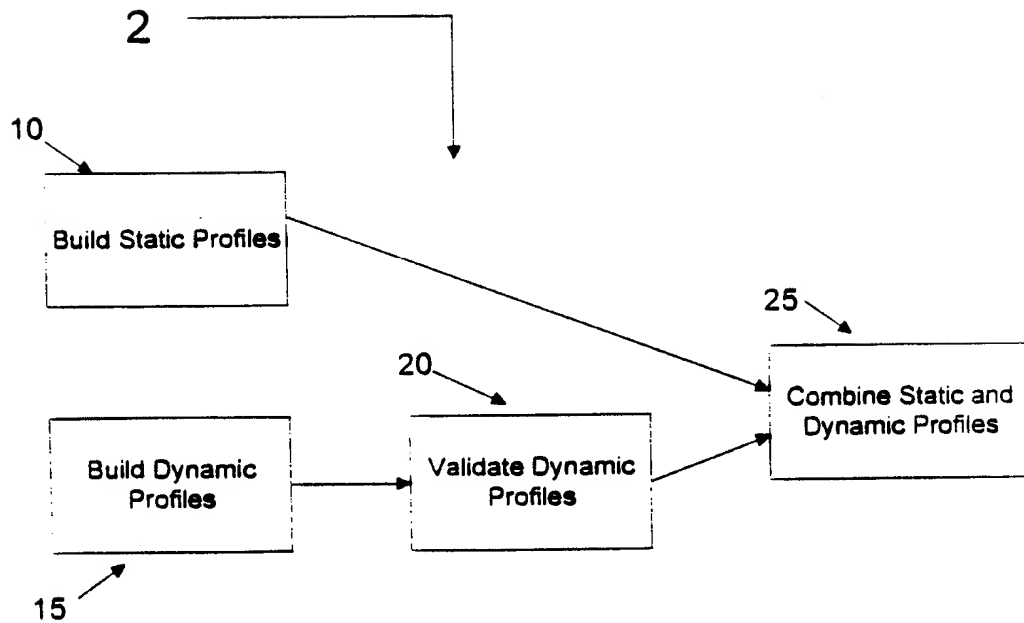 2
10
Build Static Profiles
25
Combine Static and
Dynamic Profiles
20
Build Dynamic
Profiles
Validate Dynamic
Profiles
15